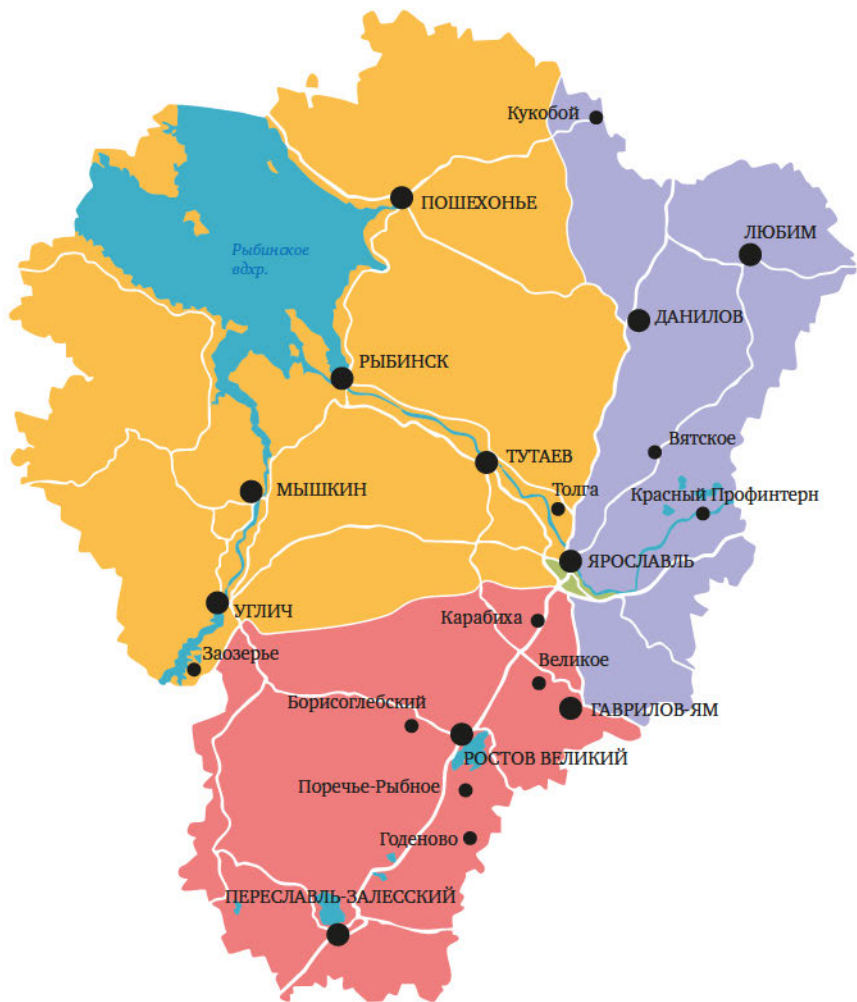 Кукобой
ПОШЕХОНЬЕ
ЛЮБИМ
Рыбинское
вдхр.
ДАНИЛОВ
РЫБИНСК
Вятское
ТУТАЕВ
МЫШКИН
Толга
Красный Профинтерн
ЯРОСЛАВЛЬ
УГЛИЧ
Карабиха
Заозерье
Великое
Борисоглебский
ГАВРИЛОВ-ЯМ
РОСТОВ ВЕЛИКИЙ
Поречье-Рыбное
Годеново
ПЕРЕСЛАВЛЬ-ЗАЛЕССКИЙ